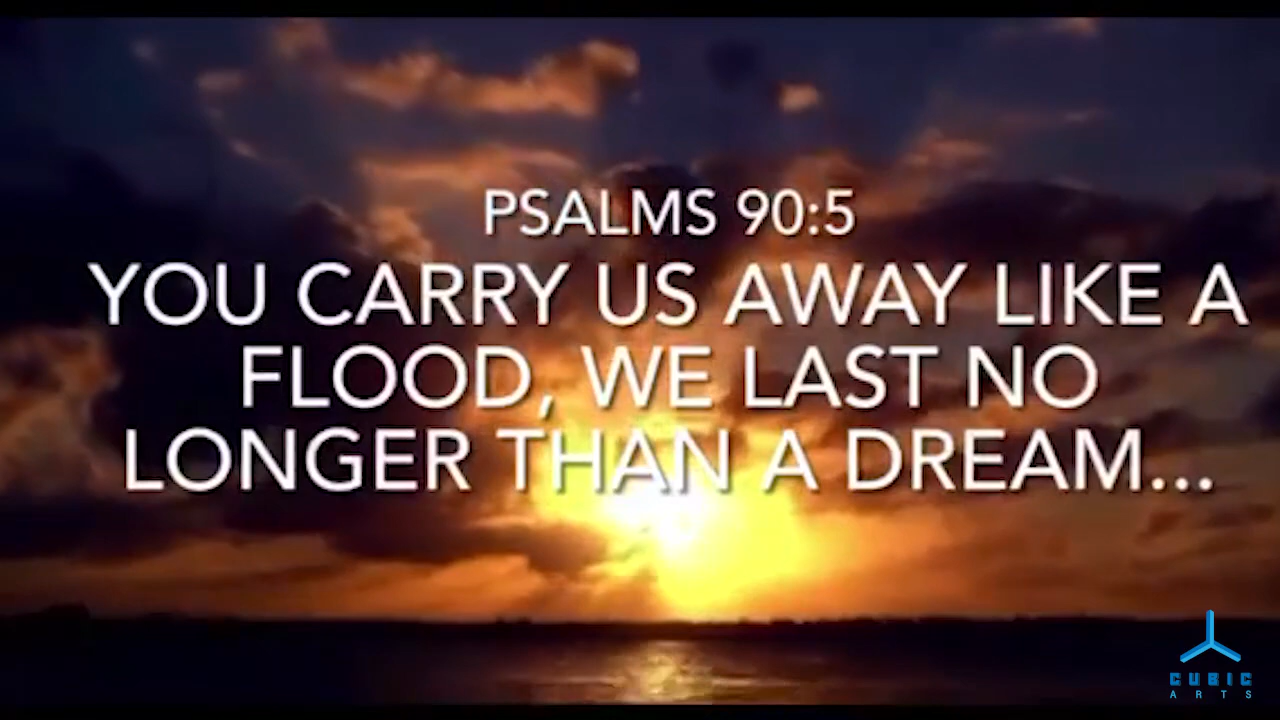 PSALMS 90:5
YOU CARRY US AWAY LIKE A
FLOOD, WE LAST NO
LONGER THAN A DREAM...
CUBIC
ARTS